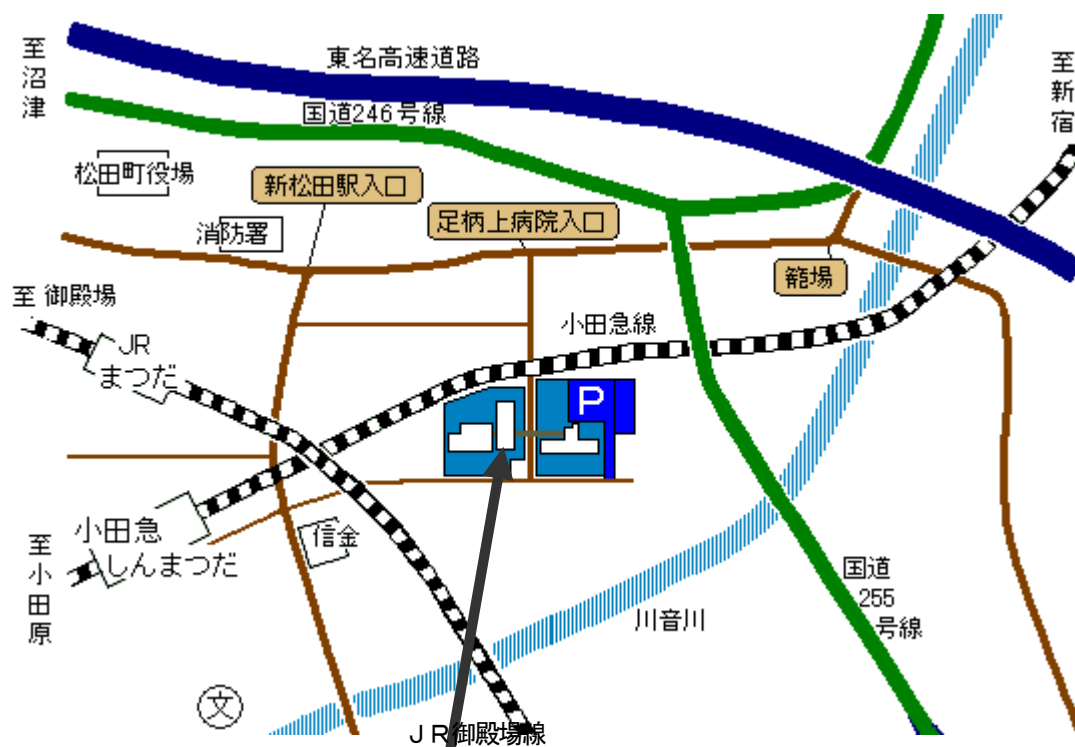 東名高速道路
至沼津
至新宿
国道246号線
松田町役場
新松田駅入口
足柄上病院入口
消防署
籠場
至 御殿場
小田急線
JR
まつだ
P
小田急
しんまつだ
信金
至小田原
国道
255
号線
川音川
文
JR御殿場線